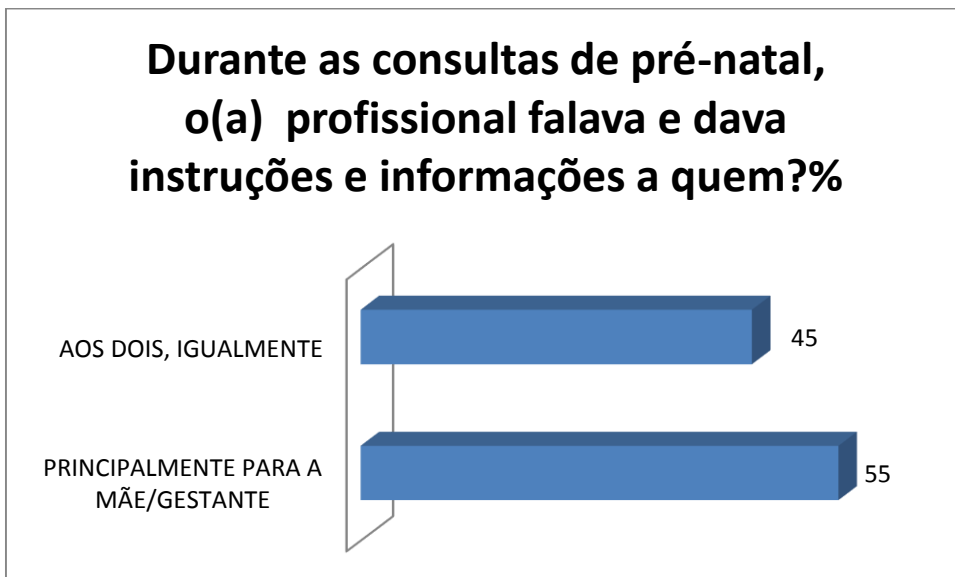 Durante as consultas de pré-natal,
o(a) profissional falava e dava
instruções e informações a quem?%
AOS DOIS, IGUALMENTE
45
PRINCIPALMENTE PARA A
MÃE/GESTANTE
55